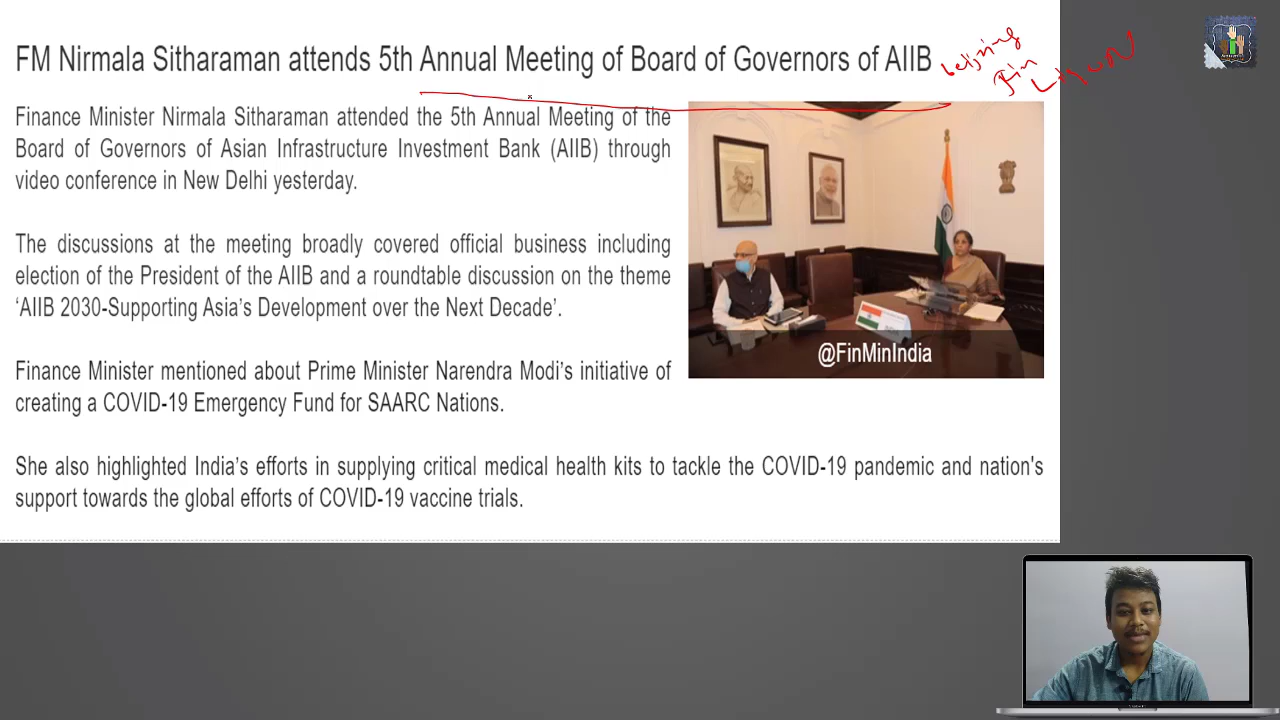 FM Nirmala Sitharaman attends 5th Annual Meeting of Board of Governors of AIIB
Finance Minister Nirmala Sitharaman attended the 5th Annual Meeting of the
Board of Governors of Asian Infrastructure Investment Bank (AIIB) through
video conference in New Delhi yesterday.
The discussions at the meeting broadly covered official business including
election of the President of the AIIB and a roundtable discussion on the theme
‘AIIB 2030-Supporting Asia’s Development over the Next Decade’.
@FinMinIndia
Finance Minister mentioned about Prime Minister Narendra Modi’s initiative of
creating a COVID-19 Emergency Fund for SAARC Nations.
She also highlighted India’s efforts in supplying critical medical health kits to tackle the COVID-19 pandemic and nation's
support towards the global efforts of COVID-19 vaccine trials.